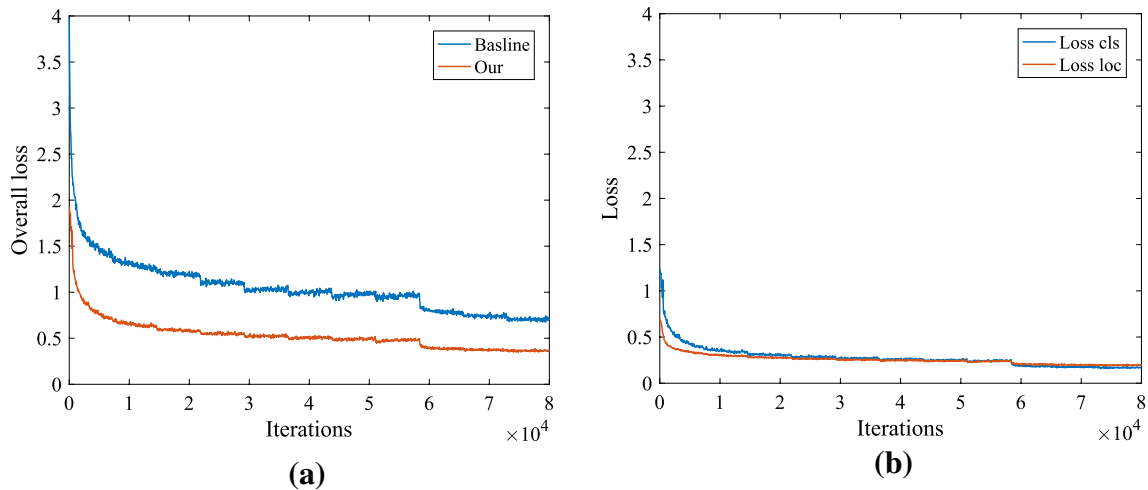 4
3.5
3
2.5
2
1.5
1
0.5
0
Overall loss
Basline
Our
0 1 2 3 4 5 6 7 8
Iterations
×10^4
(a)
4
3.5
3
2.5
2
1.5
1
0.5
0
Loss
Loss cls
Loss loc
0 1 2 3 4 5 6 7 8
Iterations
×10^4
(b)